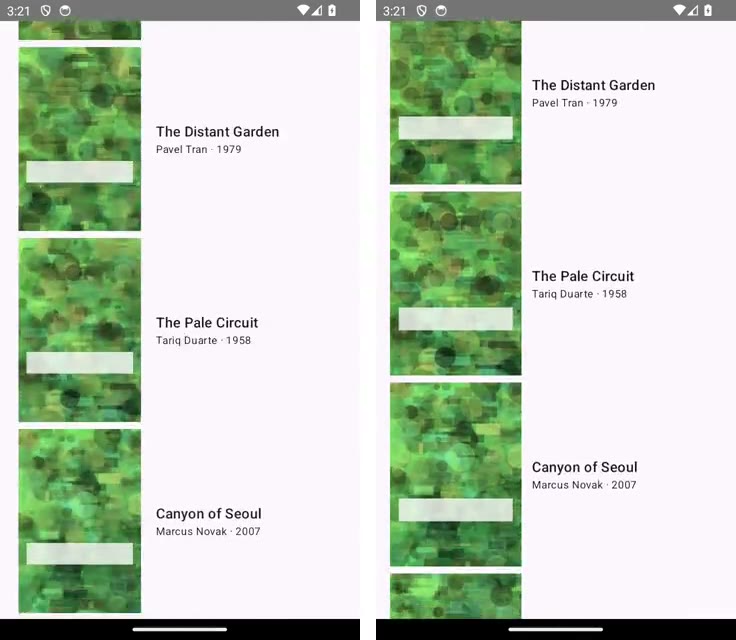 3:21
The Distant Garden
Pavel Tran · 1979
The Pale Circuit
Tariq Duarte · 1958
Canyon of Seoul
Marcus Novak · 2007
3:21
The Distant Garden
Pavel Tran · 1979
The Pale Circuit
Tariq Duarte · 1958
Canyon of Seoul
Marcus Novak · 2007